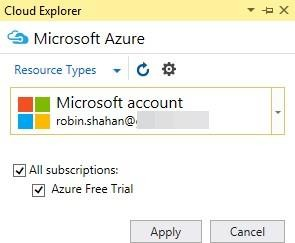 Cloud Explorer
Microsoft Azure
Resource Types
Microsoft account
robin.shahan@
All subscriptions:
Azure Free Trial
Apply Cancel